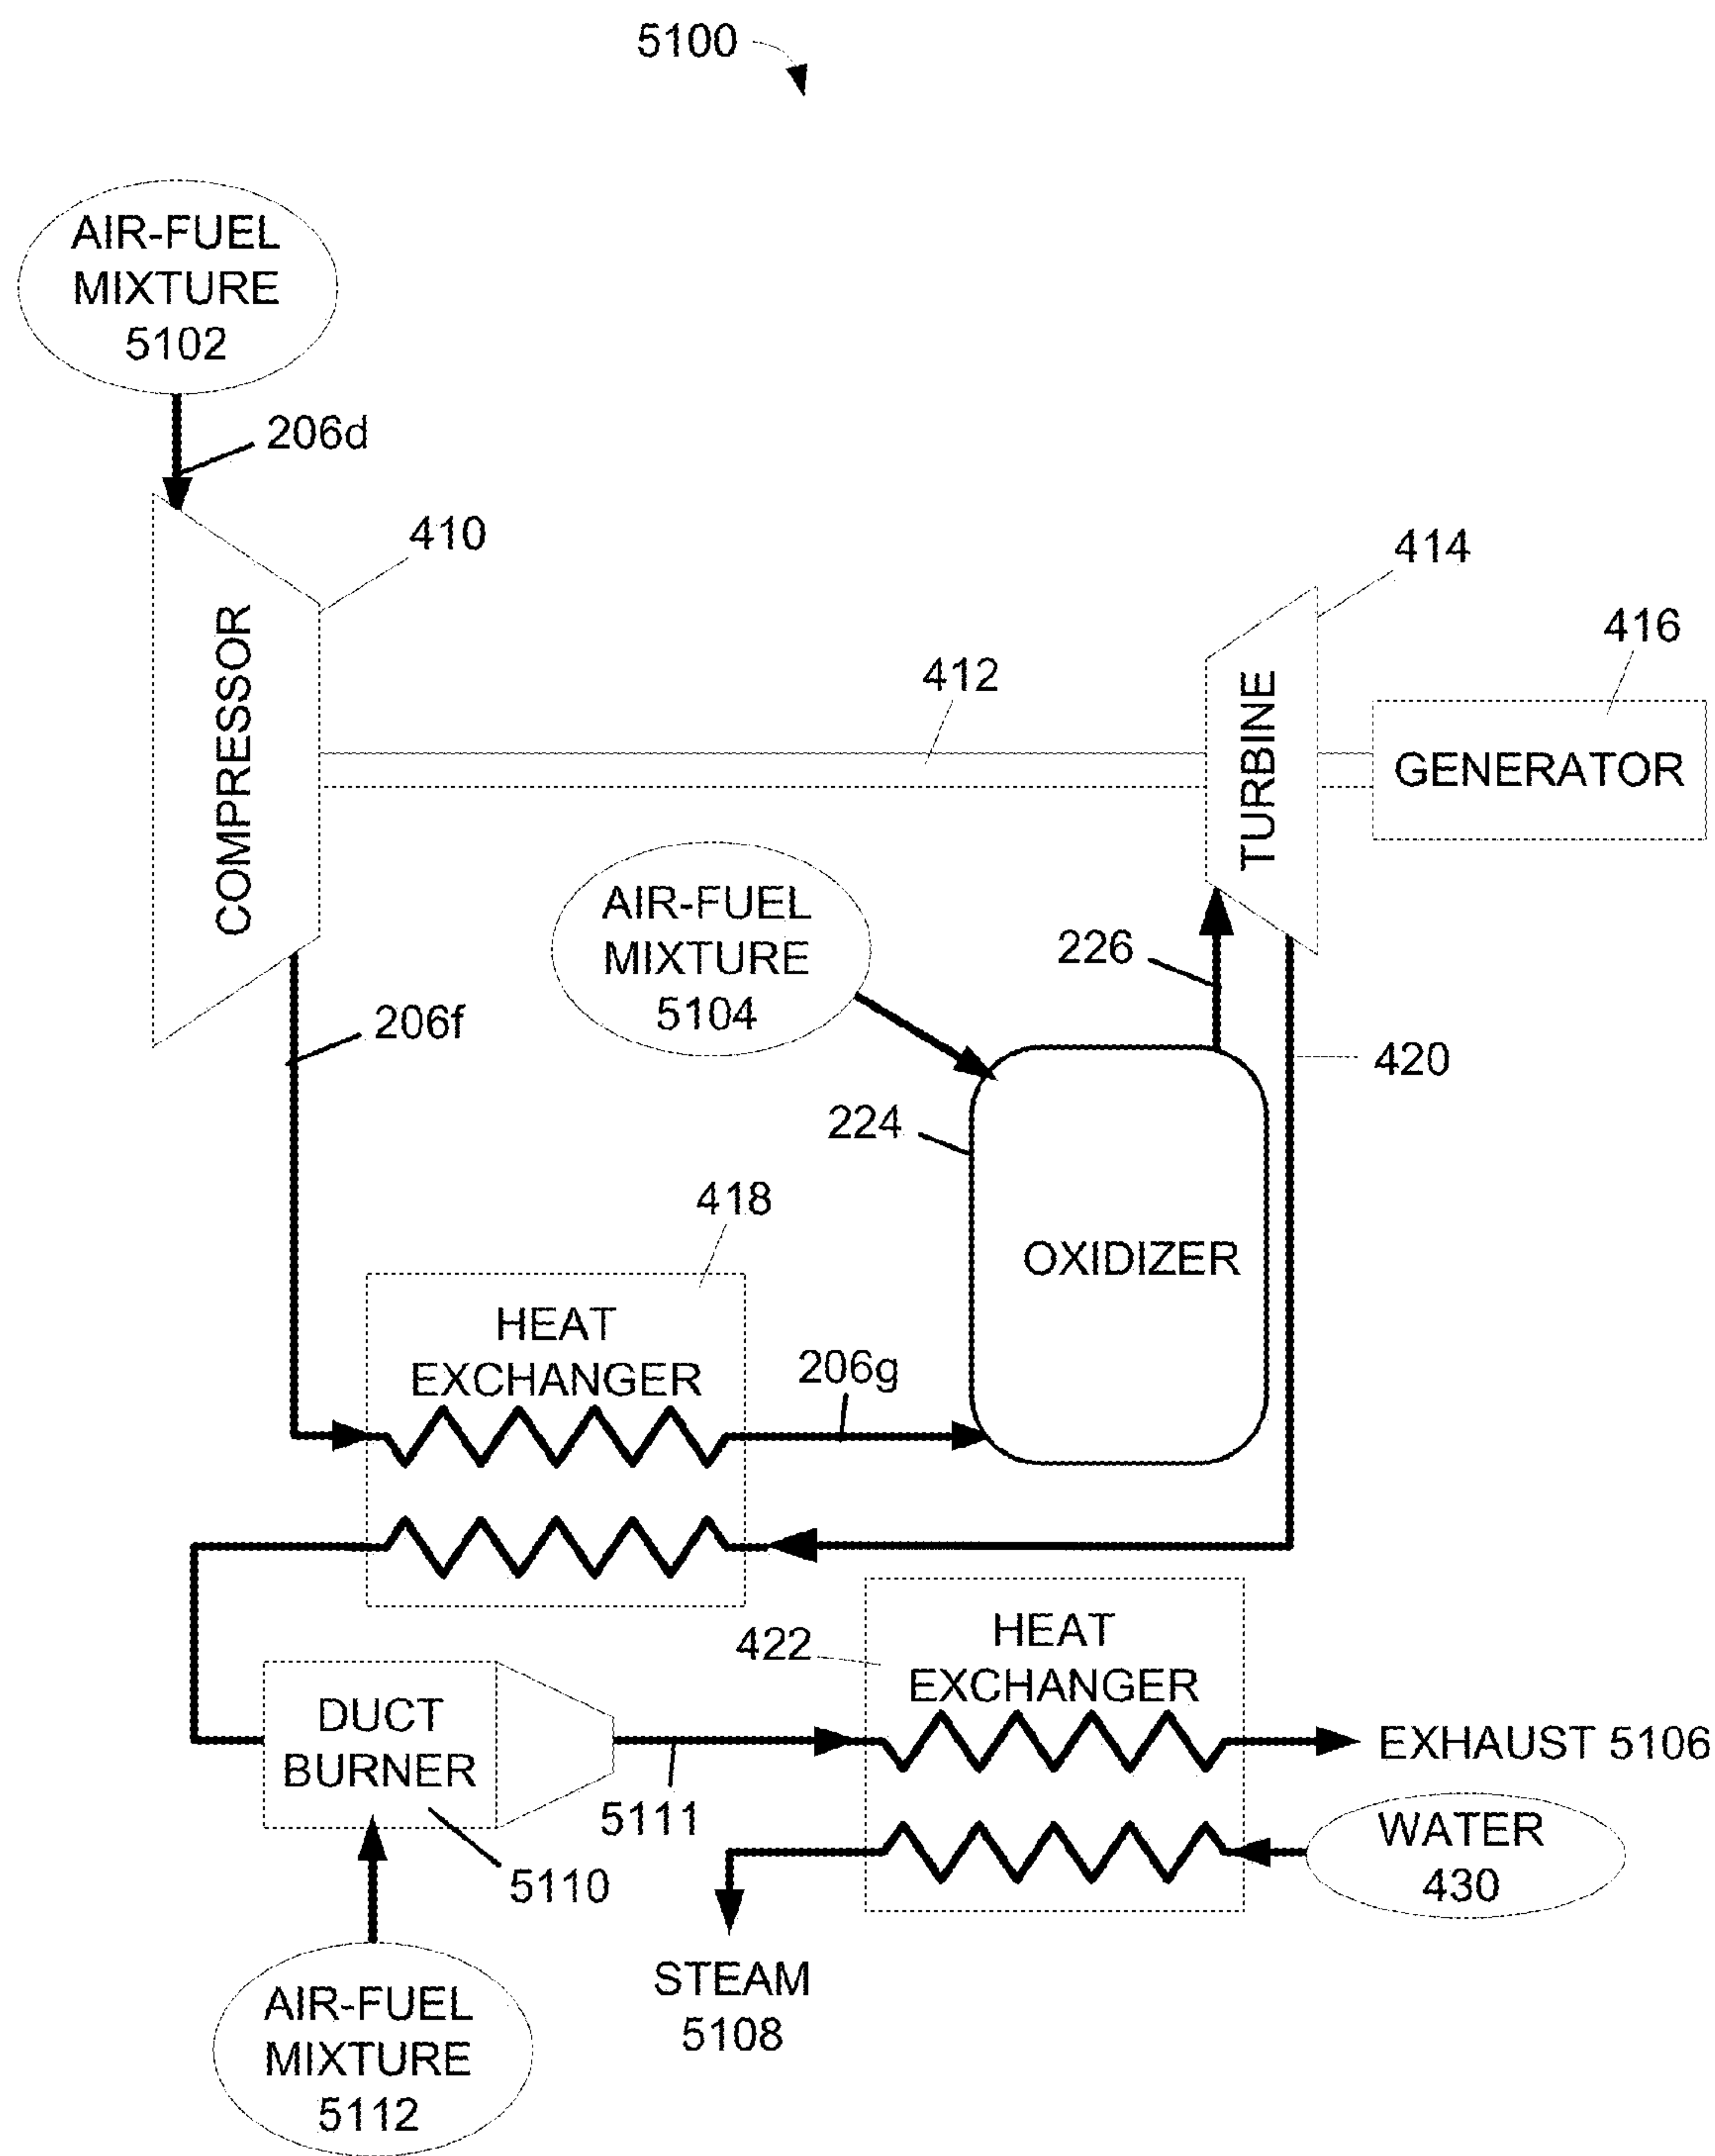 5100
AIR-FUEL
MIXTURE
5102
206d
410
COMPRESSOR
412
414
TURBINE
416
GENERATOR
AIR-FUEL
MIXTURE
5104
226
206f
420
224
OXIDIZER
418
HEAT
EXCHANGER
206g
422
HEAT
EXCHANGER
DUCT
BURNER
5111
EXHAUST 5106
WATER
430
5110
STEAM
5108
AIR-FUEL
MIXTURE
5112